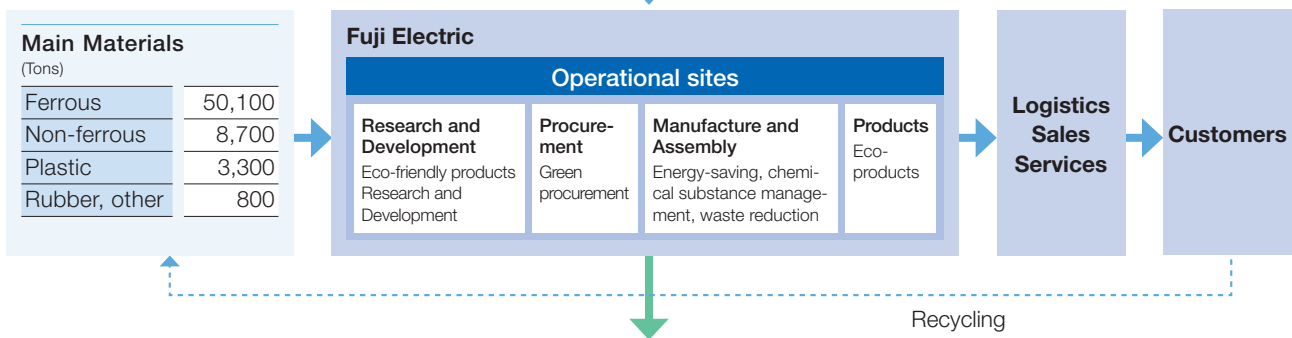 Main Materials
(Tons)
Ferrous 50,100
Non-ferrous 8,700
Plastic 3,300
Rubber, other 800
Fuji Electric
Operational sites
Research and
Development
Eco-friendly products
Research and
Development
Procure-
ment
Green
procurement
Manufacture and
Assembly
Energy-saving, chemi-
cal substance manage-
ment, waste reduction
Products
Eco-
products
Logistics
Sales
Services
Customers
Recycling